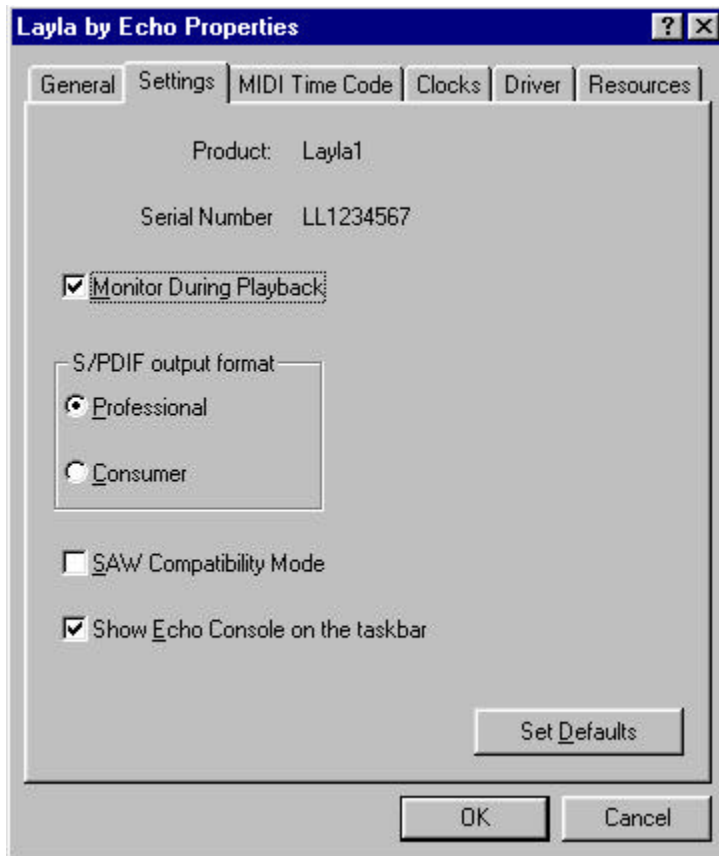 Layla by Echo Properties
General Settings MIDI Time Code Clocks Driver Resources
Product: Layla1
Serial Number LL1234567
Monitor During Playback
S/PDIF output format
Professional
Consumer
SAW Compatibility Mode
Show Echo Console on the taskbar
Set Defaults
OK Cancel